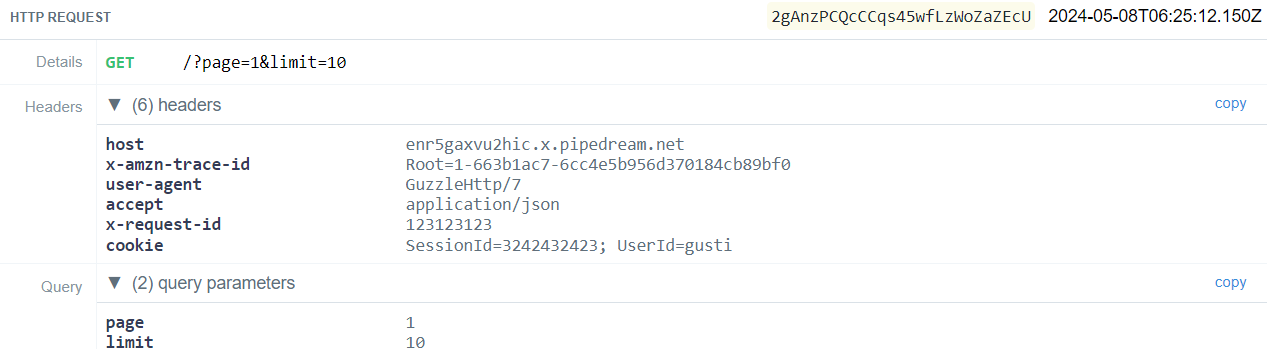 HTTP REQUEST 2gAnzPCQcCCqs45wfLzWoZaZEcU 2024-05-08T06:25:12.150Z
Details GET /?page=1&limit=10
Headers ▼ (6) headers copy
host enr5gaxvu2hic.x.pipedream.net
x-amzn-trace-id Root=1-663b1ac7-6cc4e5b956d370184cb89bf0
user-agent GuzzleHttp/7
accept application/json
x-request-id 123123123
cookie SessionId=3242432423; UserId=gusti
Query ▼ (2) query parameters copy
page 1
limit 10